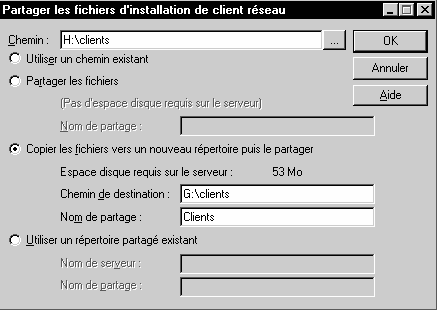 Partager les fichiers d'installation de client réseau
Chemin : H:\clients ... OK
Utiliser un chemin existant
Annuler
Partager les fichiers
Aide
(Pas d'espace disque requis sur le serveur)
Nom de partage :
Copier les fichiers vers un nouveau répertoire puis le partager
Espace disque requis sur le serveur : 53 Mo
Chemin de destination : G:\clients
Nom de partage : Clients
Utiliser un répertoire partagé existant
Nom de serveur :
Nom de partage :